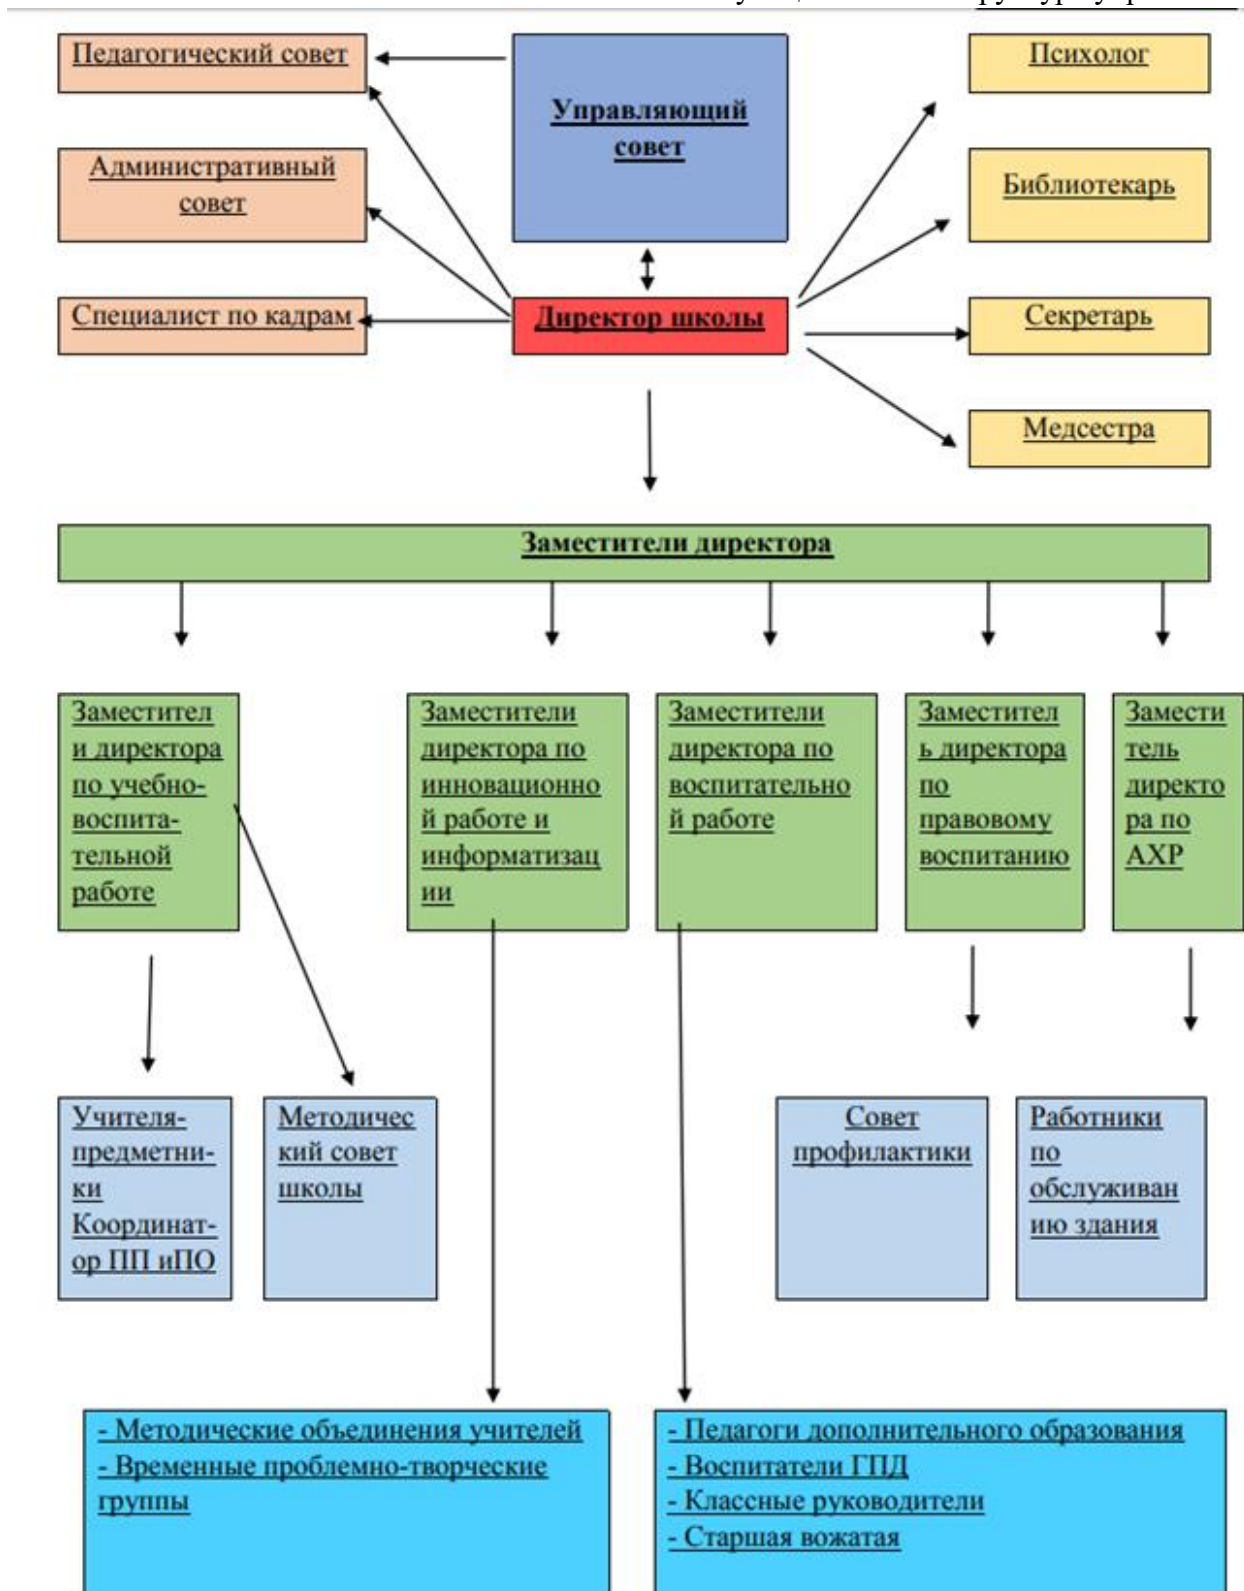 Педагогический совет
Управляющий
совет
Психолог
Административный
совет
Библиотекарь
Специалист по кадрам
Директор школы
Секретарь
Медсестра
Заместители директора
Заместител
и директора
по учебно-
воспита-
тельной
работе
Заместители
директора по
инновационно
й работе и
информатизац
ии
Заместители
директора по
воспитательно
й работе
Заместител
ь директора
по
правовому
воспитанию
Замести
тель
директо
ра по
АХР
Учителя-
предметни-
ки
Координат-
ор ПП иПО
Методичес
кий совет
школы
Совет
профилактики
Работники
по
обслуживан
ию здания
- Методические объединения учителей
- Временные проблемно-творческие
группы
- Педагоги дополнительного образования
- Воспитатели ГПД
- Классные руководители
- Старшая вожатая